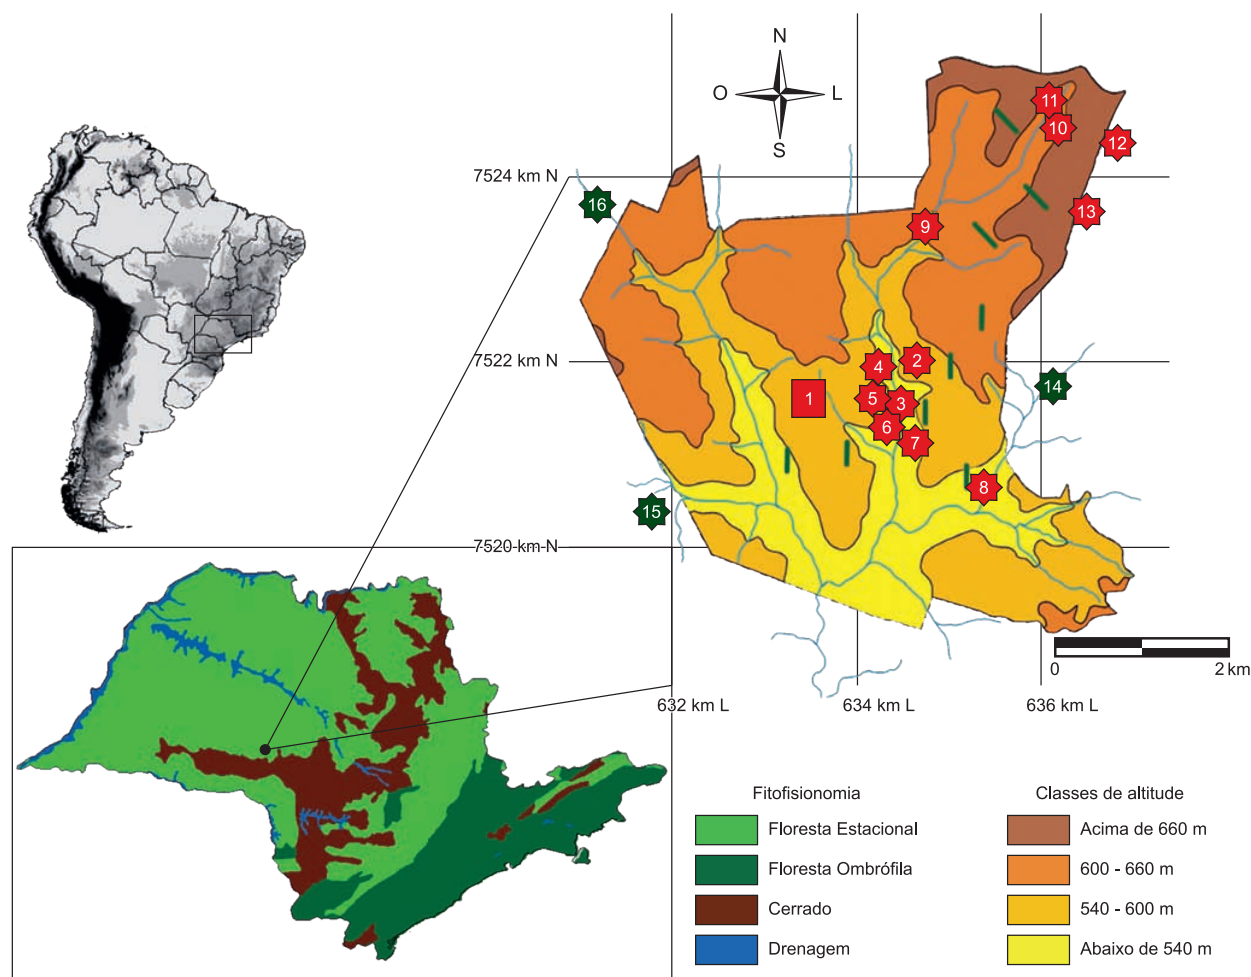 N
O L
S
11
10
12
7524 km N
16
13
9
7522 km N
4
2
14
1
5
3
6
7
8
15
7520 km N
0 2 km
632 km L 634 km L 636 km L
Fitofisionomia
Floresta Estacional
Floresta Ombrófila
Cerrado
Drenagem
Classes de altitude
Acima de 660 m
600 - 660 m
540 - 600 m
Abaixo de 540 m